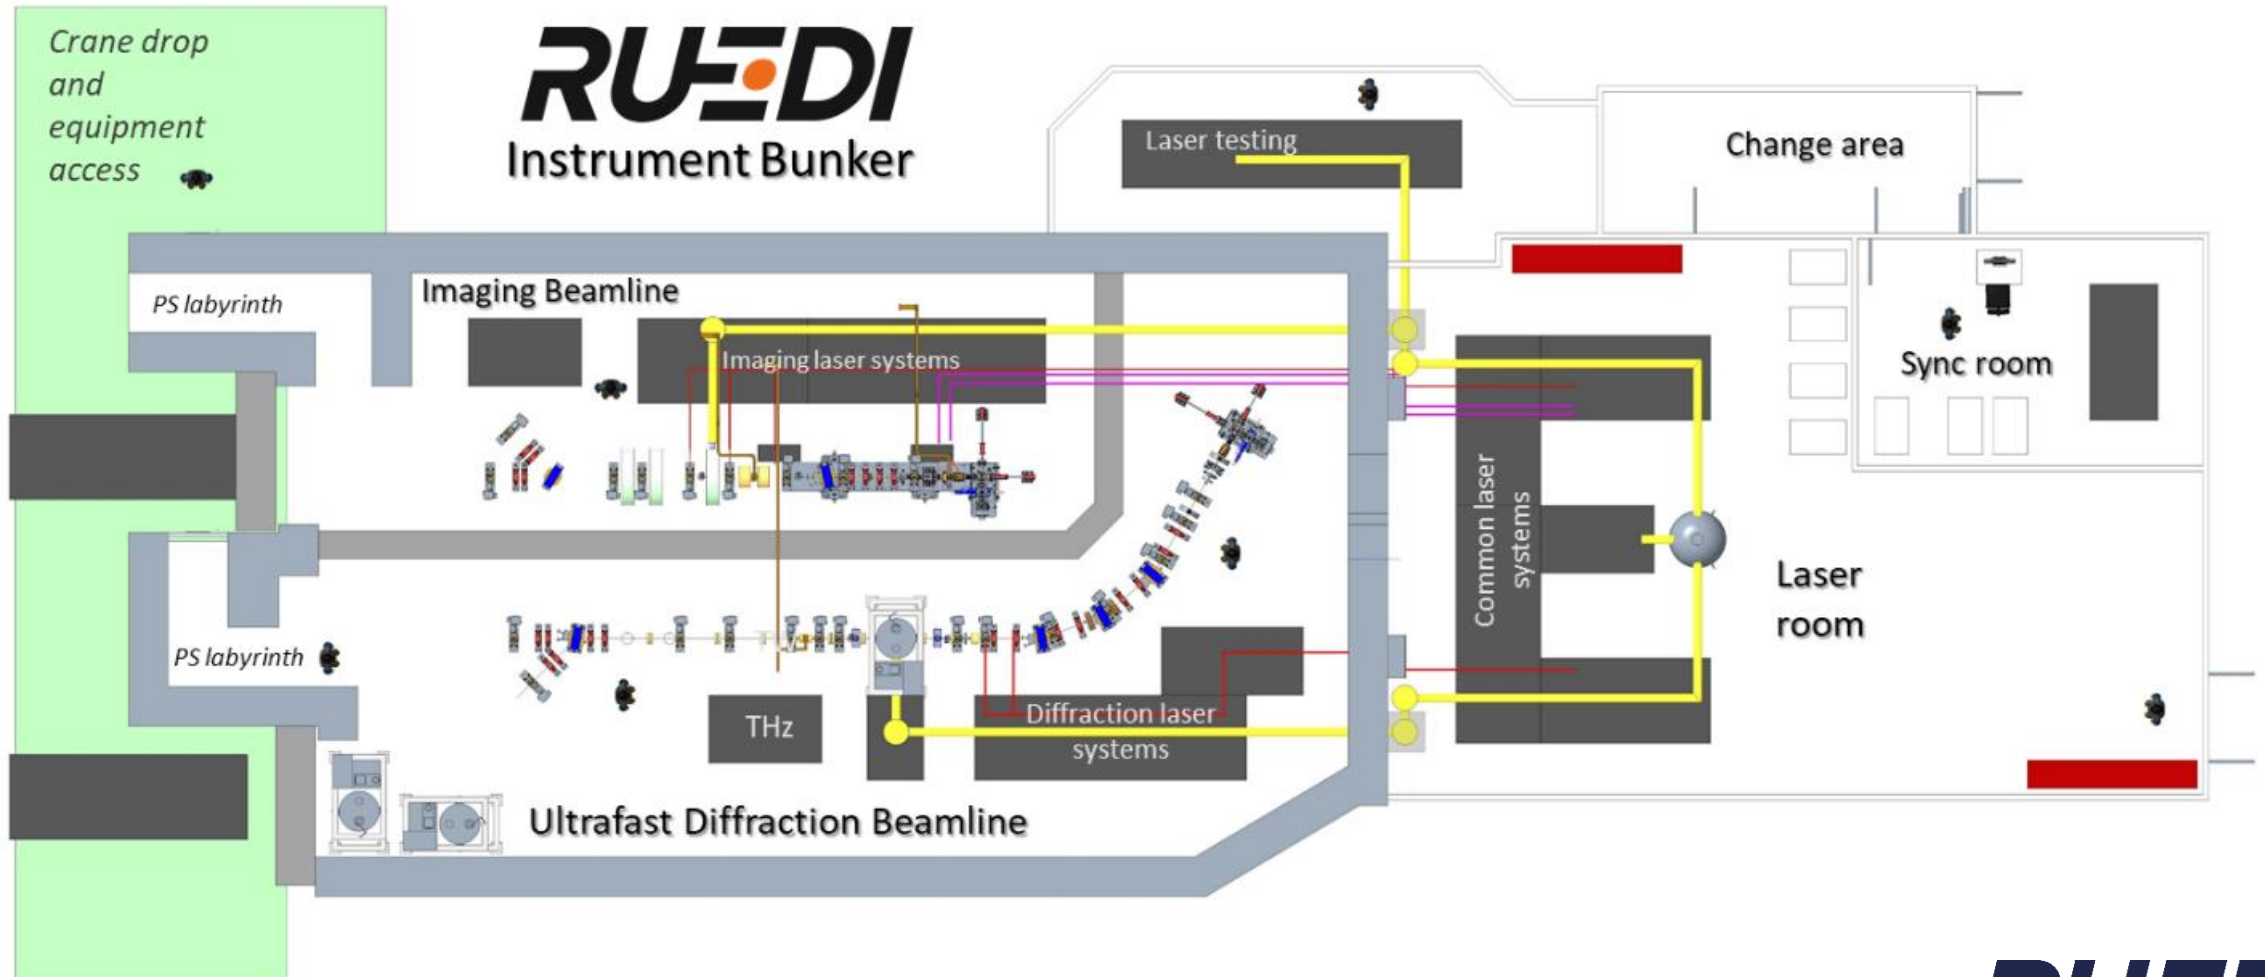 Crane drop
and
equipment
access
RUEDI
Instrument Bunker
Laser testing
Change area
PS labyrinth
Imaging Beamline
Imaging laser systems
Sync room
Common laser
systems
Laser
room
PS labyrinth
THz
Diffraction laser
systems
Ultrafast Diffraction Beamline